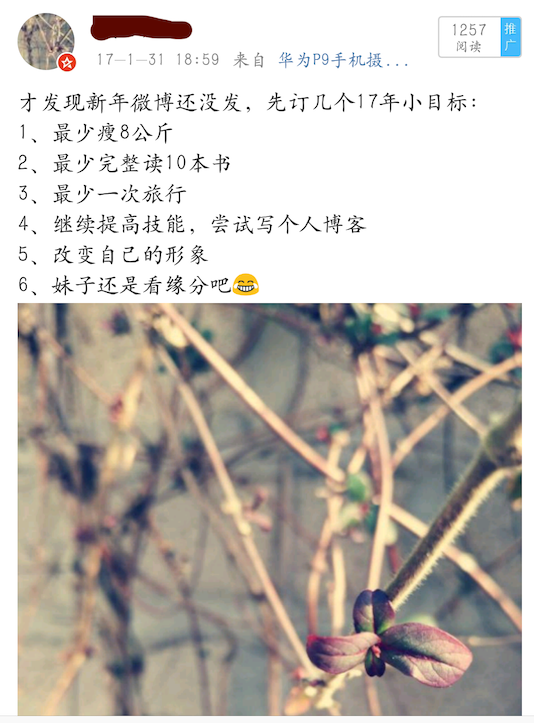 17-1-31 18:59 来自 华为P9手机摄...
1257
阅读
推广
才发现新年微博还没发，先订几个17年小目标：
1、最少瘦8公斤
2、最少完整读10本书
3、最少一次旅行
4、继续提高技能，尝试写个人博客
5、改变自己的形象
6、妹子还是看缘分吧😂